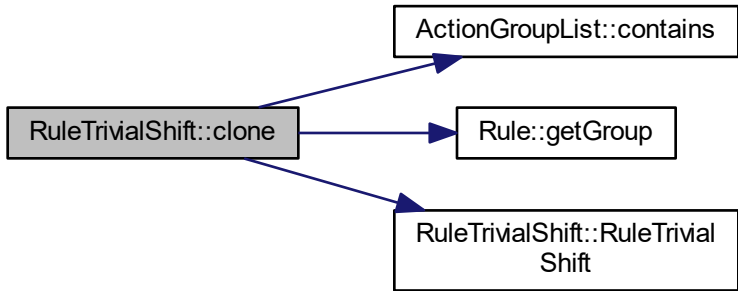 ActionGroupList::contains
RuleTrivialShift::clone
Rule::getGroup
RuleTrivialShift::RuleTrivial
Shift